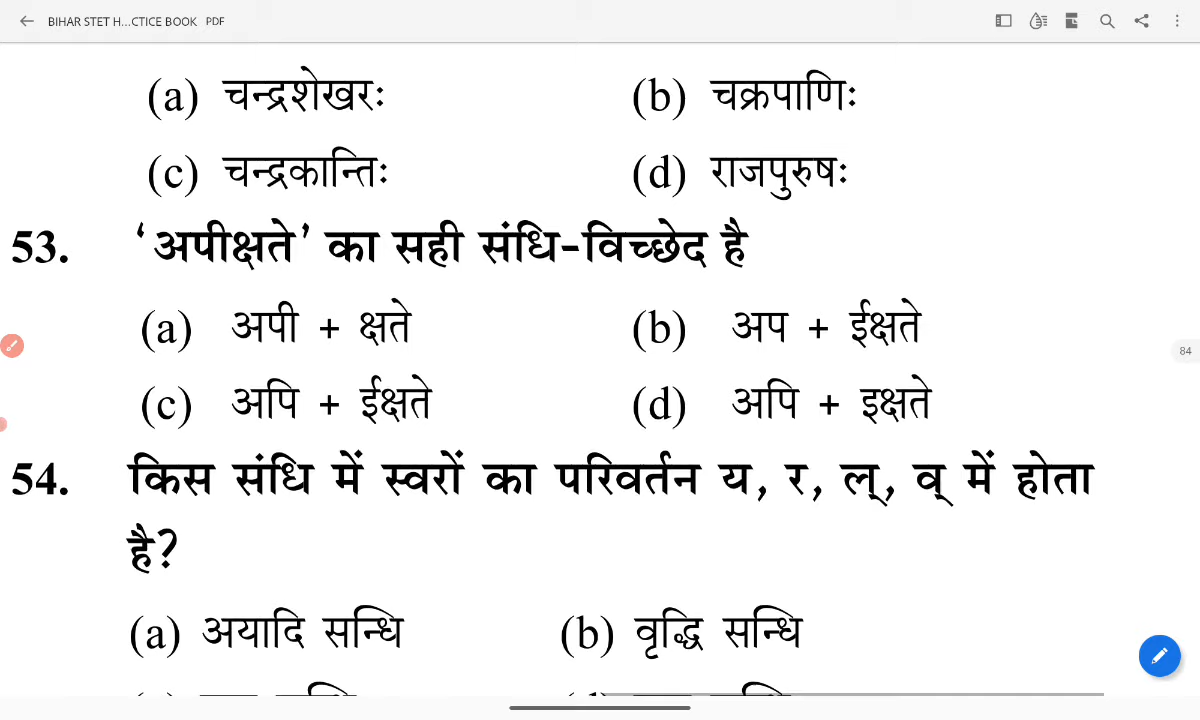 BIHAR STET H...CTICE BOOK PDF
(a) चन्द्रशेखरः (b) चक्रपाणिः
(c) चन्द्रकान्तिः (d) राजपुरुषः
53. ‘अपीक्षते’ का सही संधि-विच्छेद है
(a) अपी + क्षते (b) अप + ईक्षते
84
(c) अपि + ईक्षते (d) अपि + इक्षते
54. किस संधि में स्वरों का परिवर्तन य, र, ल्, व् में होता
है?
(a) अयादि सन्धि (b) वृद्धि सन्धि